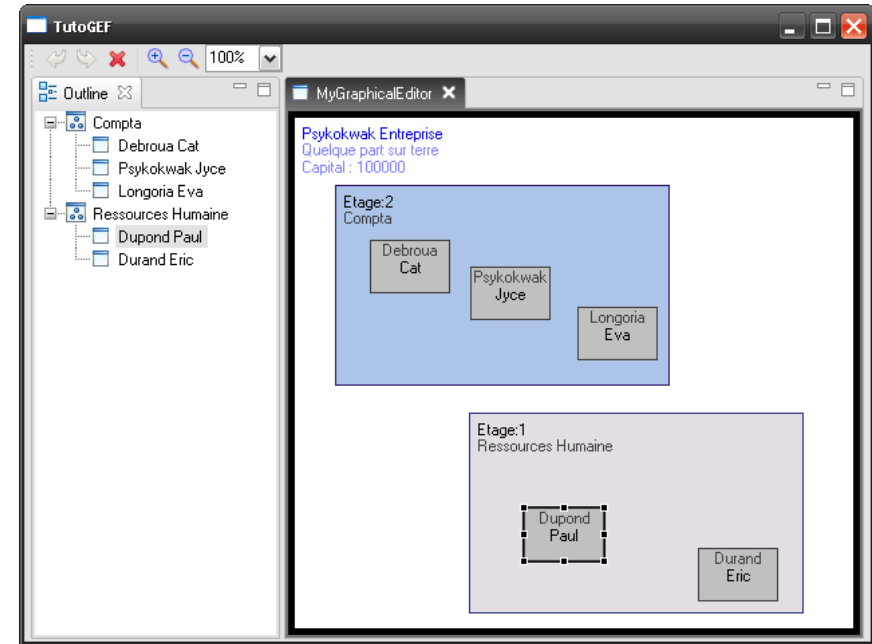 TutoGEF
100%
Outline
Compta
Debroua Cat
Psykokwak Jyce
Longoria Eva
Ressources Humaine
Dupond Paul
Durand Eric
MyGraphicalEditor
Psykokwak Entreprise
Quelque part sur terre
Capital : 100000
Etage:2
Compta
Debroua
Cat
Psykokwak
Jyce
Longoria
Eva
Etage:1
Ressources Humaine
Dupond
Paul
Durand
Eric